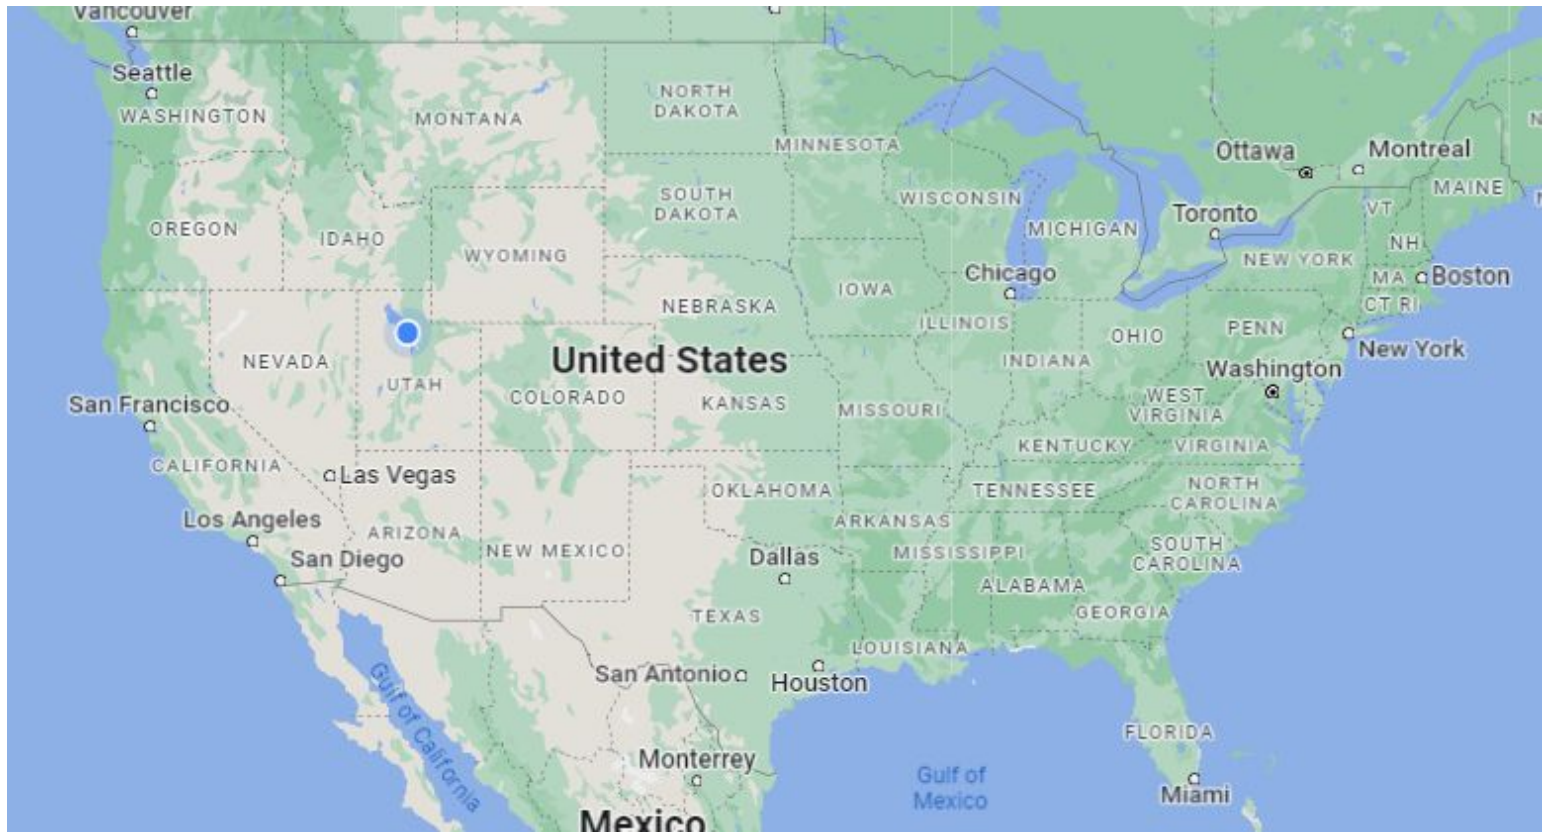 Vancouver
Seattle
WASHINGTON
MONTANA
NORTH
DAKOTA
MINNESOTA
Ottawa
Montreal
MAINE
OREGON
IDAHO
WYOMING
SOUTH
DAKOTA
WISCONSIN
MICHIGAN
Toronto
VT
NH
NEW YORK
MA
Boston
CT RI
Chicago
IOWA
NEBRASKA
ILLINOIS
INDIANA
OHIO
PENN
New York
Washington
NEVADA
UTAH
United States
COLORADO
KANSAS
MISSOURI
WEST
VIRGINIA
KENTUCKY
VIRGINIA
San Francisco
CALIFORNIA
Las Vegas
OKLAHOMA
TENNESSEE
NORTH
CAROLINA
Los Angeles
ARIZONA
NEW MEXICO
ARKANSAS
MISSISSIPPI
SOUTH
CAROLINA
San Diego
Dallas
ALABAMA
GEORGIA
TEXAS
LOUISIANA
San Antonio
Houston
Gulf of California
FLORIDA
Monterrey
Gulf of
Mexico
Miami
Mexico